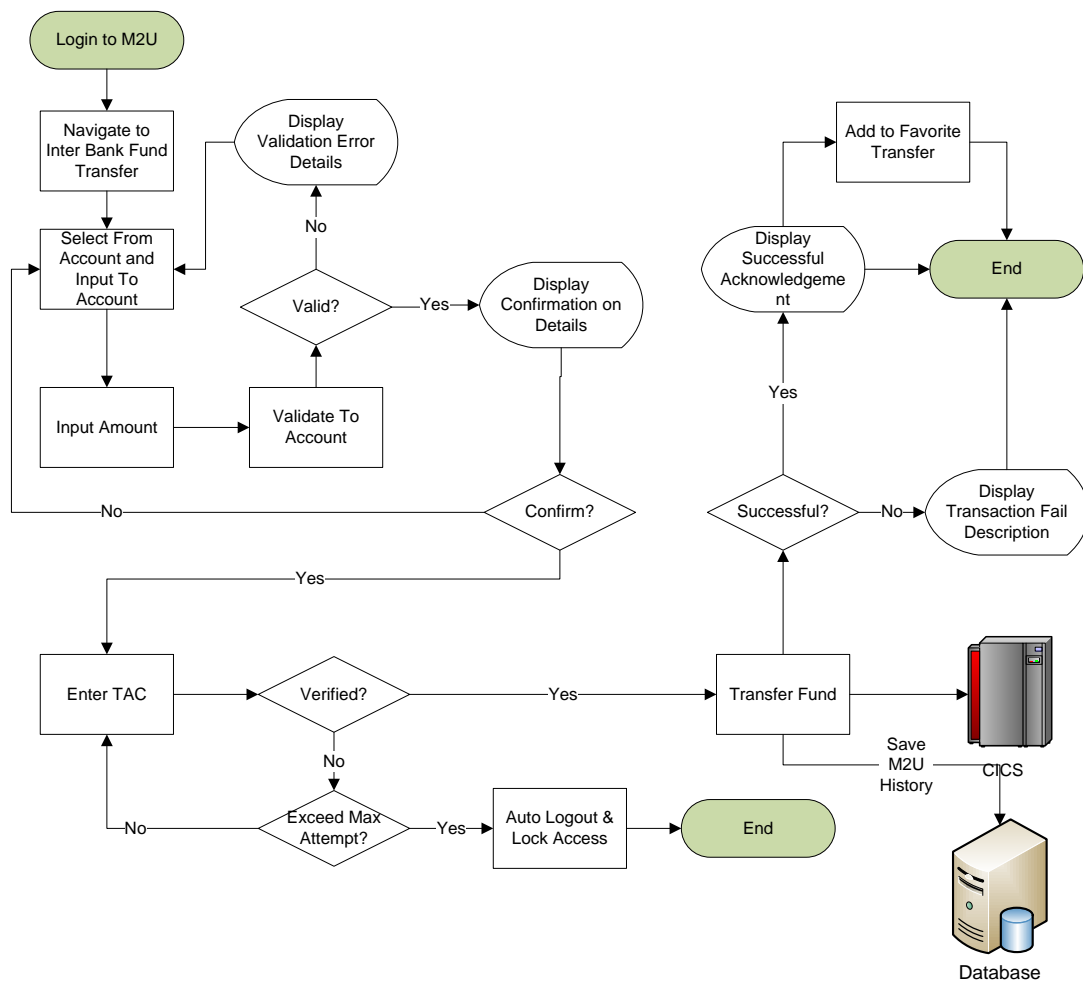 Login to M2U
Navigate to
Inter Bank Fund
Transfer
Select From
Account and
Input To
Account
Input Amount
Validate To
Account
Valid?
No
Display
Validation Error
Details
Yes
Display
Confirmation on
Details
Confirm?
No
Yes
Enter TAC
Verified?
No
Exceed Max
Attempt?
No
Yes
Auto Logout &
Lock Access
End
Yes
Transfer Fund
CICS
Save
M2U
History
Database
Successful?
No
Display
Transaction Fail
Description
Yes
Display
Successful
Acknowledgeme
nt
Add to Favorite
Transfer
End